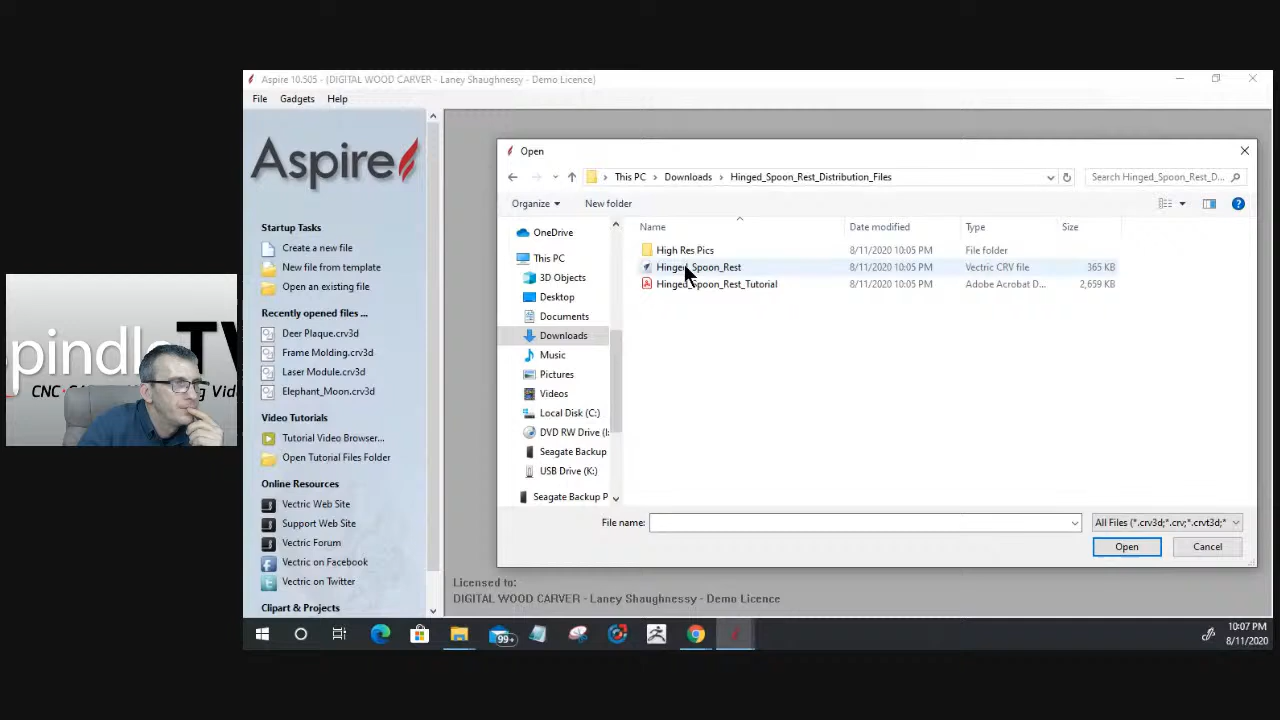 Aspire 10.505 - (DIGITAL WOOD CARVER - Laney Shaughnessy - Demo Licence)
File Gadgets Help
Aspire
Startup Tasks
Create a new file
New file from template
Open an existing file
Recently opened files ...
Deer Plaque.crv3d
Frame Molding.crv3d
Laser Module.crv3d
Elephant_Moon.crv3d
Video Tutorials
Tutorial Video Browser...
Open Tutorial Files Folder
Online Resources
Vectric Web Site
Support Web Site
Vectric Forum
Vectric on Facebook
Vectric on Twitter
Clipart & Projects
Open
This PC > Downloads > Hinged_Spoon_Rest_Distribution_Files
Search Hinged_Spoon_Rest_D...
Organize New folder
OneDrive
This PC
3D Objects
Desktop
Documents
Downloads
Music
Pictures
Videos
Local Disk (C:)
DVD RW Drive (
Seagate Backup
USB Drive (K:)
Seagate Backup P
Name Date modified Type Size
High Res Pics 8/11/2020 10:05 PM File folder
Hinged_Spoon_Rest 8/11/2020 10:05 PM Vectric CRV file 365 KB
Hinged_Spoon_Rest_Tutorial 8/11/2020 10:05 PM Adobe Acrobat D... 2,659 KB
File name:
All Files (*.crv3d;*.crv;*.crvt3d;*
Open Cancel
Licensed to:
DIGITAL WOOD CARVER - Laney Shaughnessy - Demo Licence
pindleTV
CNC
99+
10:07 PM
8/11/2020